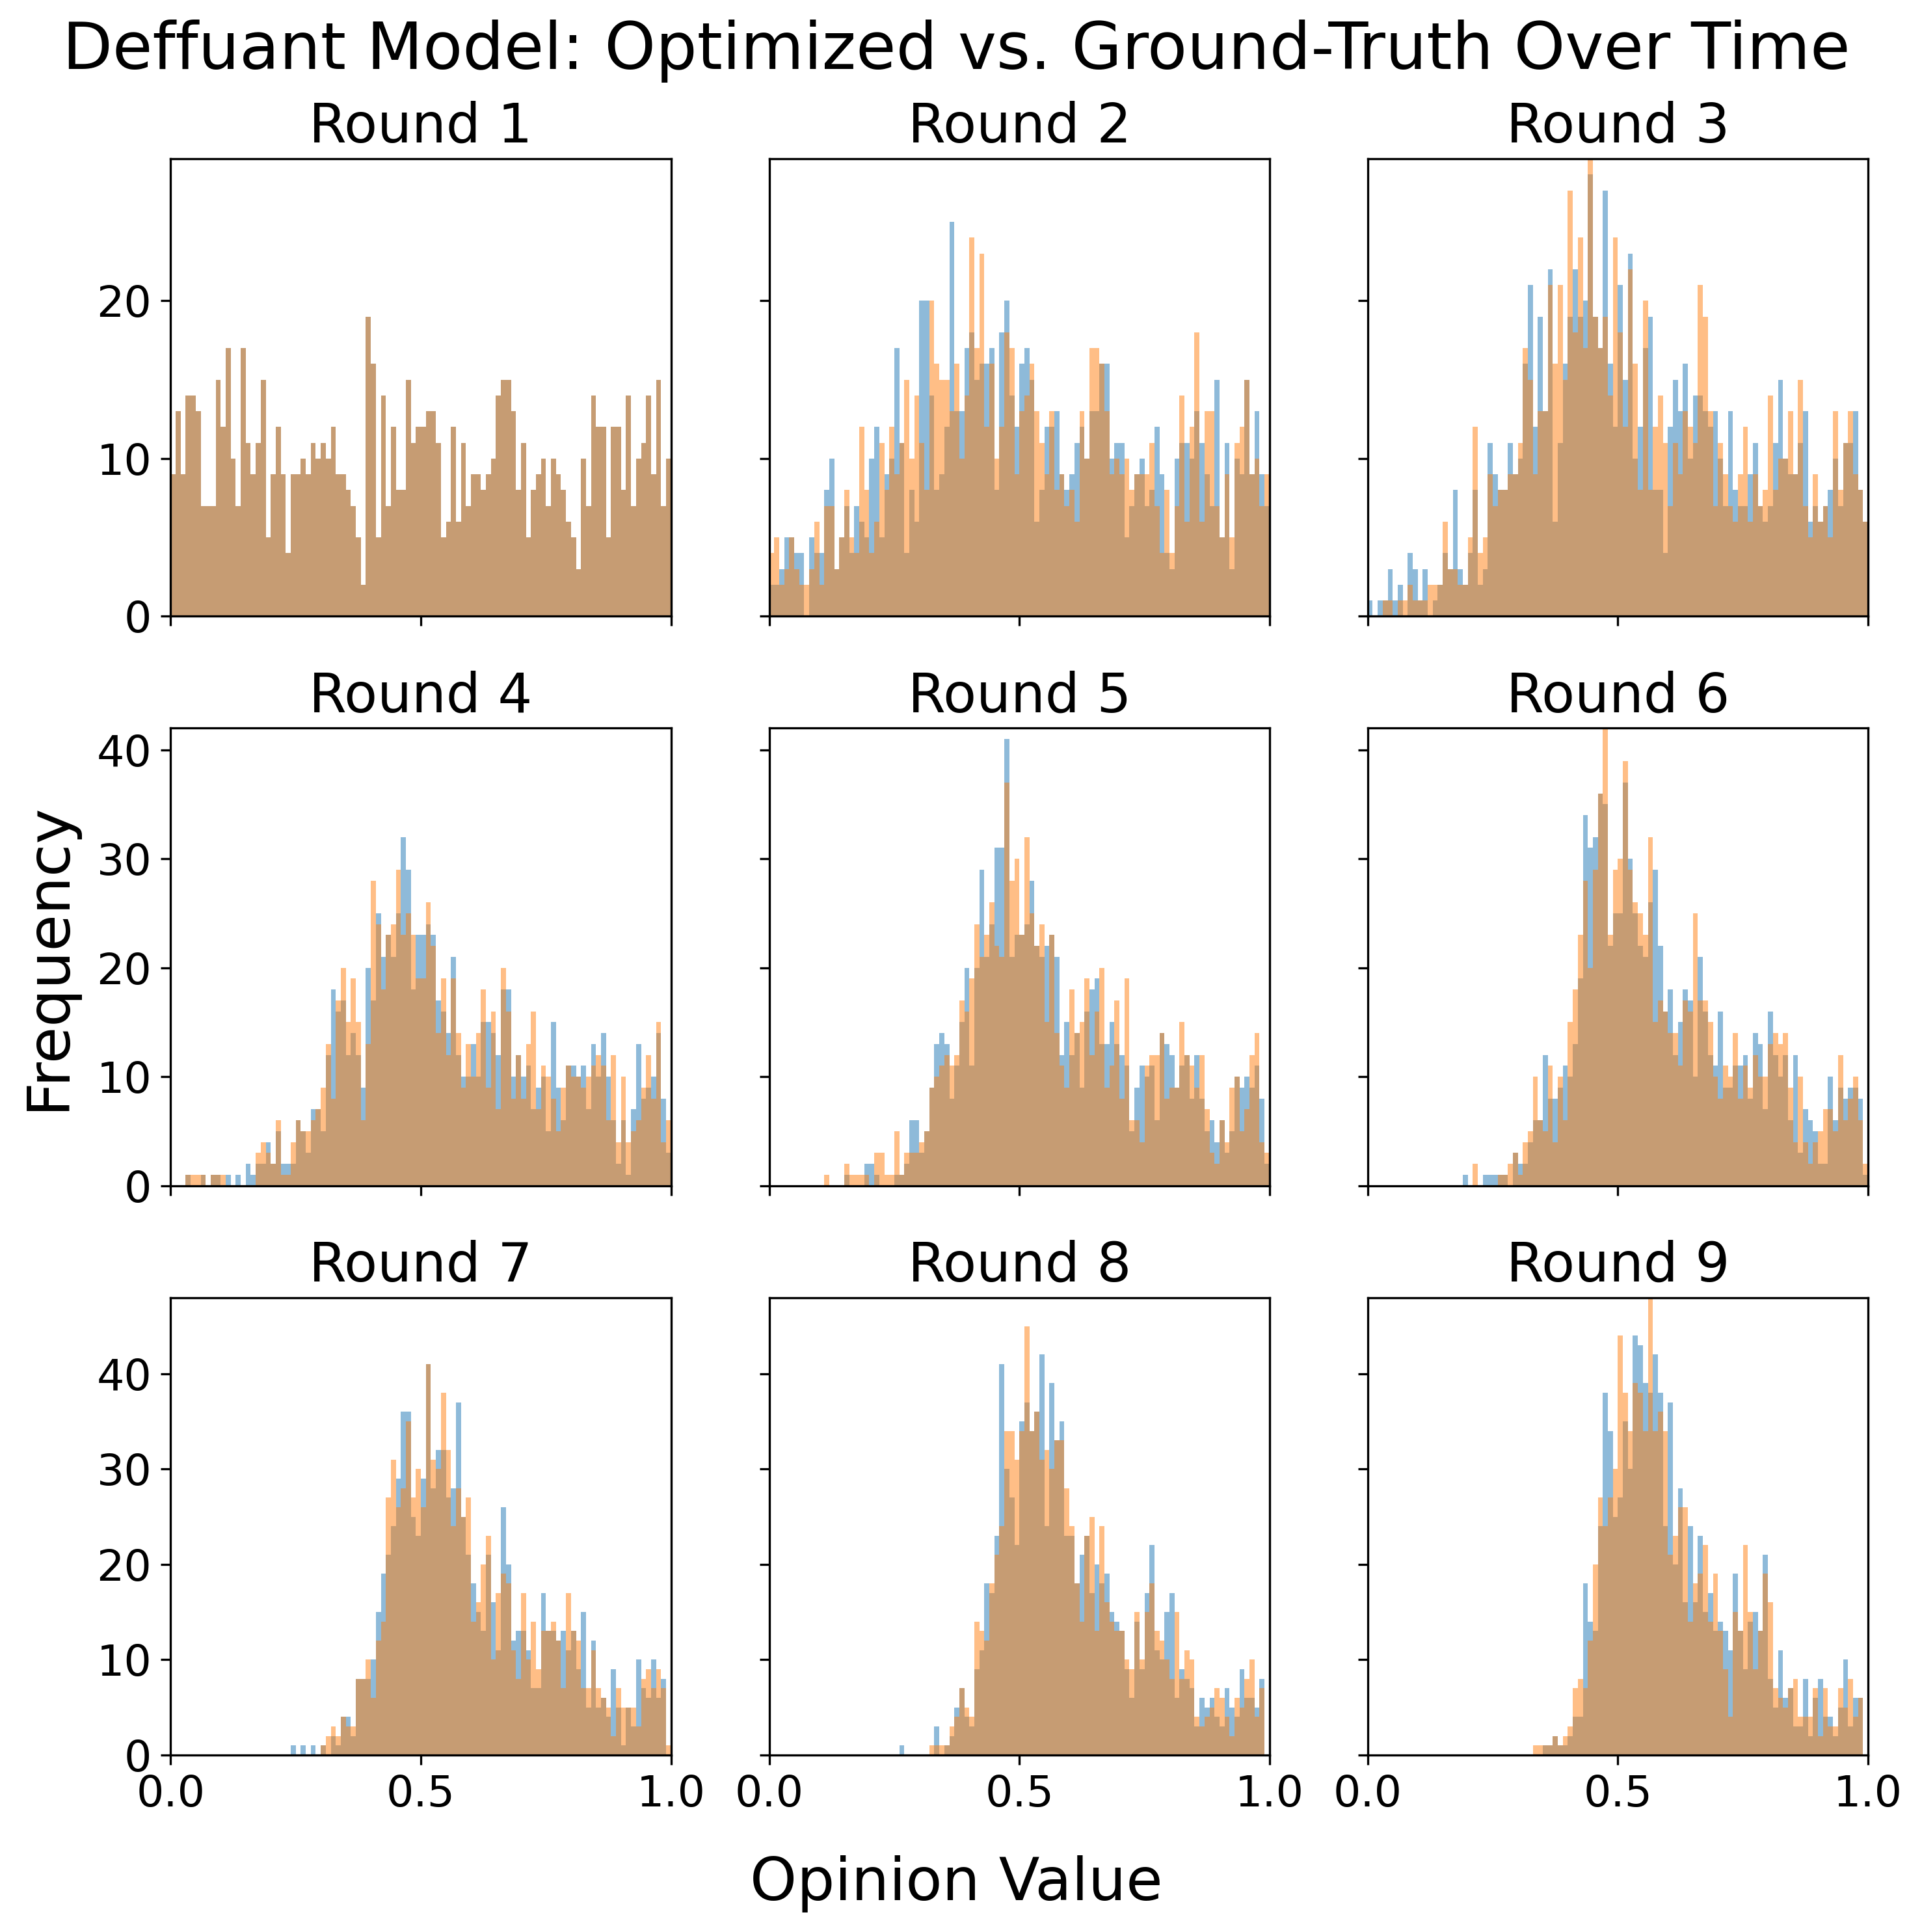 Deffuant Model: Optimized vs. Ground-Truth Over Time
Round 1
Round 2
Round 3
20
10
0
Round 4
Round 5
Round 6
40
30
20
10
0
Frequency
Round 7
Round 8
Round 9
40
30
20
10
0
0.0 0.5 1.0
0.0 0.5 1.0
0.0 0.5 1.0
Opinion Value